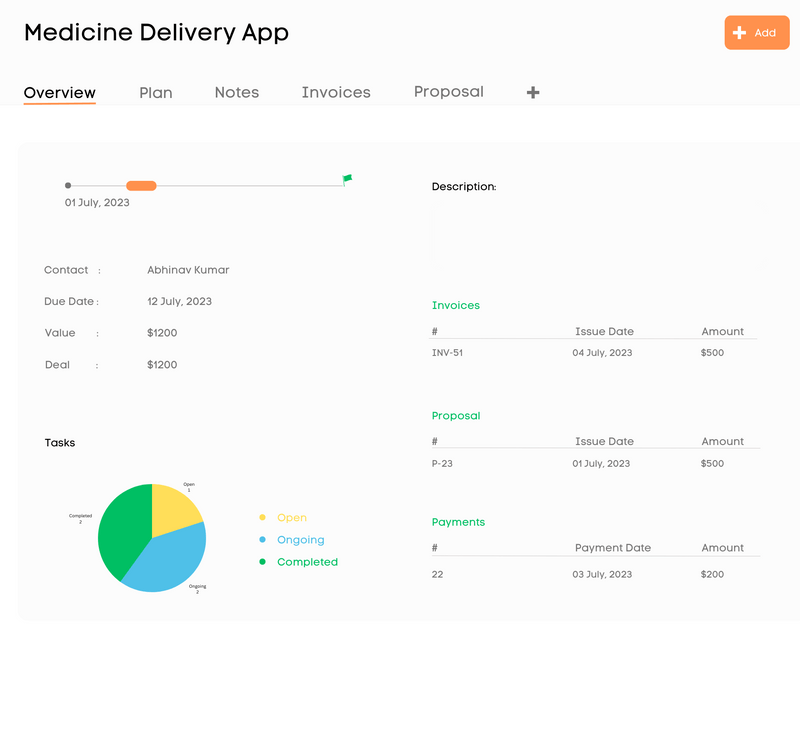 Medicine Delivery App
Add
Overview Plan Notes Invoices Proposal
01 July, 2023
Contact : Abhinav Kumar
Due Date : 12 July, 2023
Value : $1200
Deal : $1200
Tasks
Open
1
Completed
2
Ongoing
2
Open
Ongoing
Completed
Description:
Invoices
# Issue Date Amount
INV-51 04 July, 2023 $500
Proposal
# Issue Date Amount
P-23 01 July, 2023 $500
Payments
# Payment Date Amount
22 03 July, 2023 $200